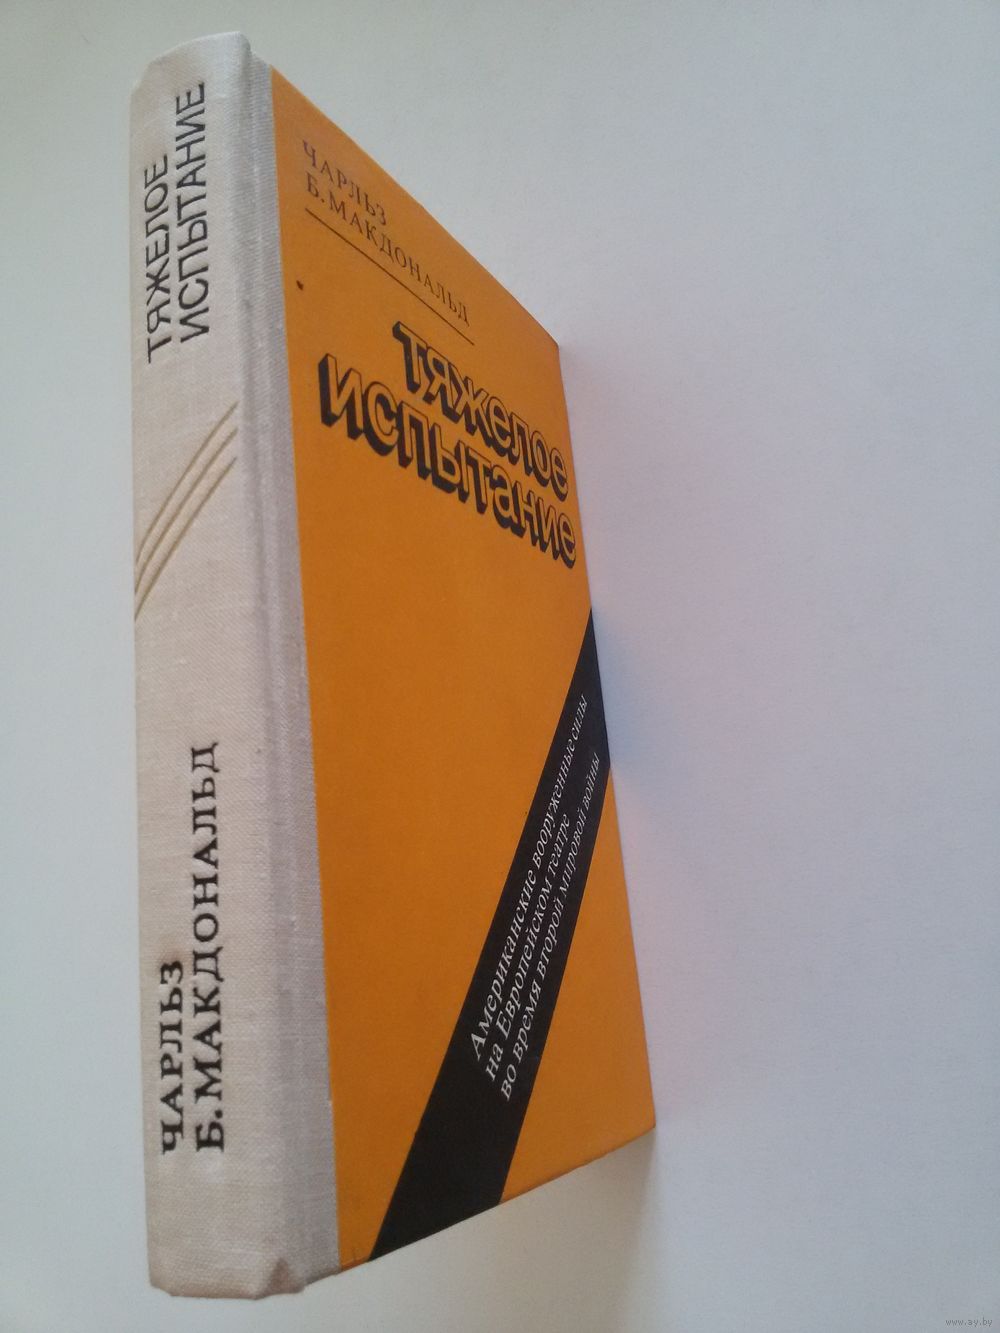 ТЯЖЕЛОЕ
ИСПЫТАНИЕ
ЧАРЛЬЗ
Б. МАКДОНАЛЬД
ЧАРЛЬЗ
Б. МАКДОНАЛЬД
ТЯЖЕЛОЕ
ИСПЫТАНИЕ
Американские вооруженные силы
на Европейском театре
во время второй мировой войны
www.ay.by